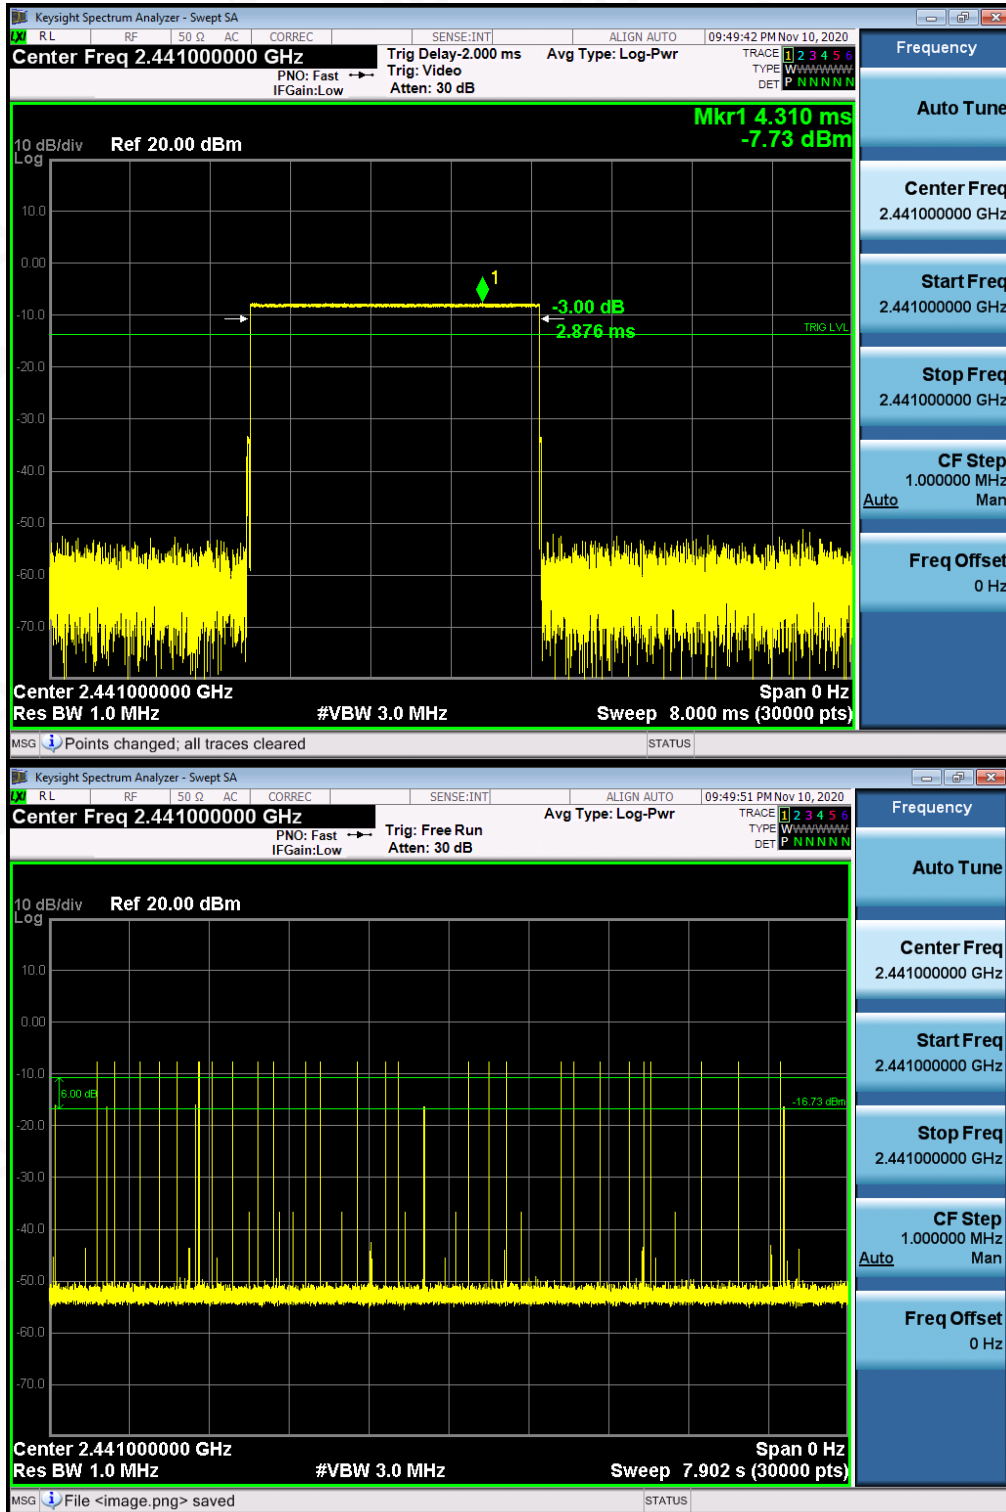 Keysight Spectrum Analyzer - Swept SA
LXI RL RF 50 Ω AC CORREC SENSE:INT ALIGN AUTO 09:49:42 PM Nov 10, 2020
Center Freq 2.441000000 GHz
PNO: Fast
IFGain:Low
Trig Delay-2.000 ms
Trig: Video
Atten: 30 dB
Avg Type: Log-Pwr
TRACE 1 2 3 4 5 6
TYPE WWWWWW
DET P N N N N N
Frequency
Auto Tune
Center Freq
2.441000000 GHz
Start Freq
2.441000000 GHz
Stop Freq
2.441000000 GHz
CF Step
1.000000 MHz
Auto Man
Freq Offset
0 Hz
Mkr1 4.310 ms
-7.73 dBm
10 dB/div Ref 20.00 dBm
Log
10.0
0.00
-10.0
-20.0
-30.0
-40.0
-50.0
-60.0
-70.0
1
-3.00 dB
2.876 ms
TRIG LVL
Center 2.441000000 GHz Span 0 Hz
Res BW 1.0 MHz #VBW 3.0 MHz Sweep 8.000 ms (30000 pts)
MSG Points changed; all traces cleared STATUS
Keysight Spectrum Analyzer - Swept SA
LXI RL RF 50 Ω AC CORREC SENSE:INT ALIGN AUTO 09:49:51 PM Nov 10, 2020
Center Freq 2.441000000 GHz
PNO: Fast
IFGain:Low
Trig: Free Run
Atten: 30 dB
Avg Type: Log-Pwr
TRACE 1 2 3 4 5 6
TYPE WWWWWW
DET P N N N N N
Frequency
Auto Tune
Center Freq
2.441000000 GHz
Start Freq
2.441000000 GHz
Stop Freq
2.441000000 GHz
CF Step
1.000000 MHz
Auto Man
Freq Offset
0 Hz
10 dB/div Ref 20.00 dBm
Log
10.0
0.00
-10.0
-20.0
-30.0
-40.0
-50.0
-60.0
-70.0
6.00 dB
-16.73 dBm
Center 2.441000000 GHz Span 0 Hz
Res BW 1.0 MHz #VBW 3.0 MHz Sweep 7.902 s (30000 pts)
MSG File <image.png> saved STATUS